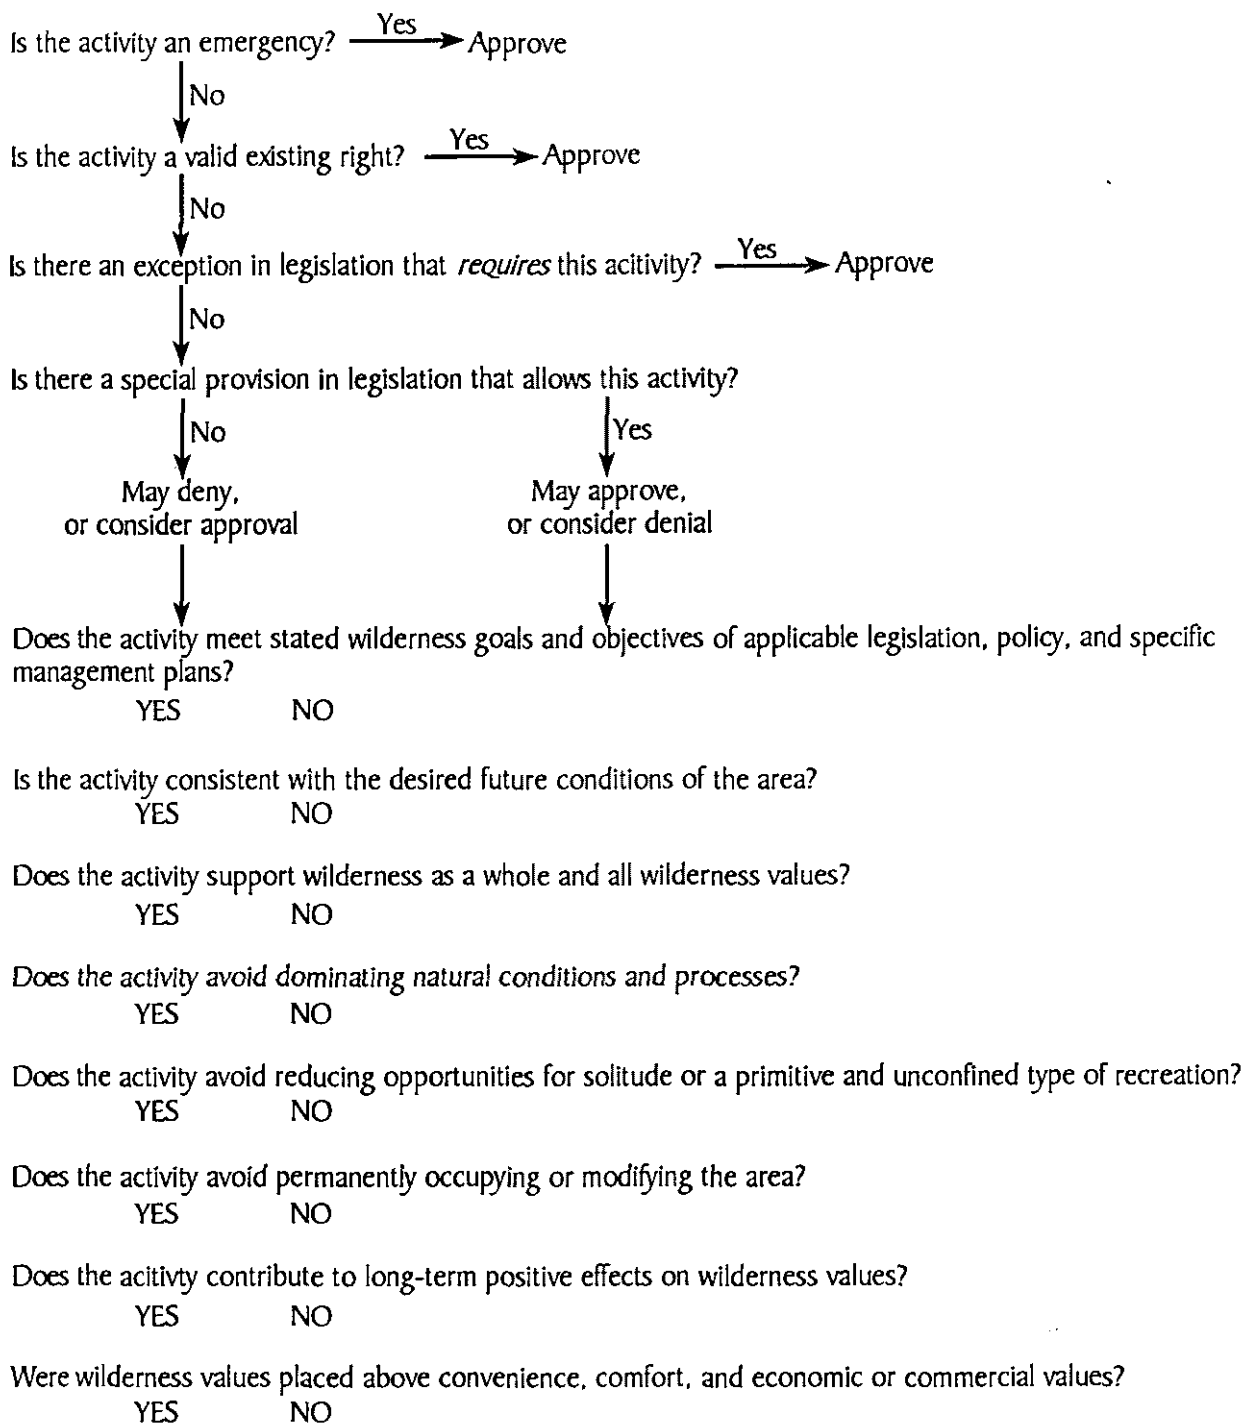 Is the activity an emergency? Yes Approve
No
Is the activity a valid existing right? Yes Approve
No
Is there an exception in legislation that requires this acitivity? Yes Approve
No
Is there a special provision in legislation that allows this activity?
No Yes
May deny, May approve,
or consider approval or consider denial
Does the activity meet stated wilderness goals and objectives of applicable legislation, policy, and specific
management plans?
YES NO
Is the activity consistent with the desired future conditions of the area?
YES NO
Does the activity support wilderness as a whole and all wilderness values?
YES NO
Does the activity avoid dominating natural conditions and processes?
YES NO
Does the activity avoid reducing opportunities for solitude or a primitive and unconfined type of recreation?
YES NO
Does the activity avoid permanently occupying or modifying the area?
YES NO
Does the acitivty contribute to long-term positive effects on wilderness values?
YES NO
Were wilderness values placed above convenience, comfort, and economic or commercial values?
YES NO